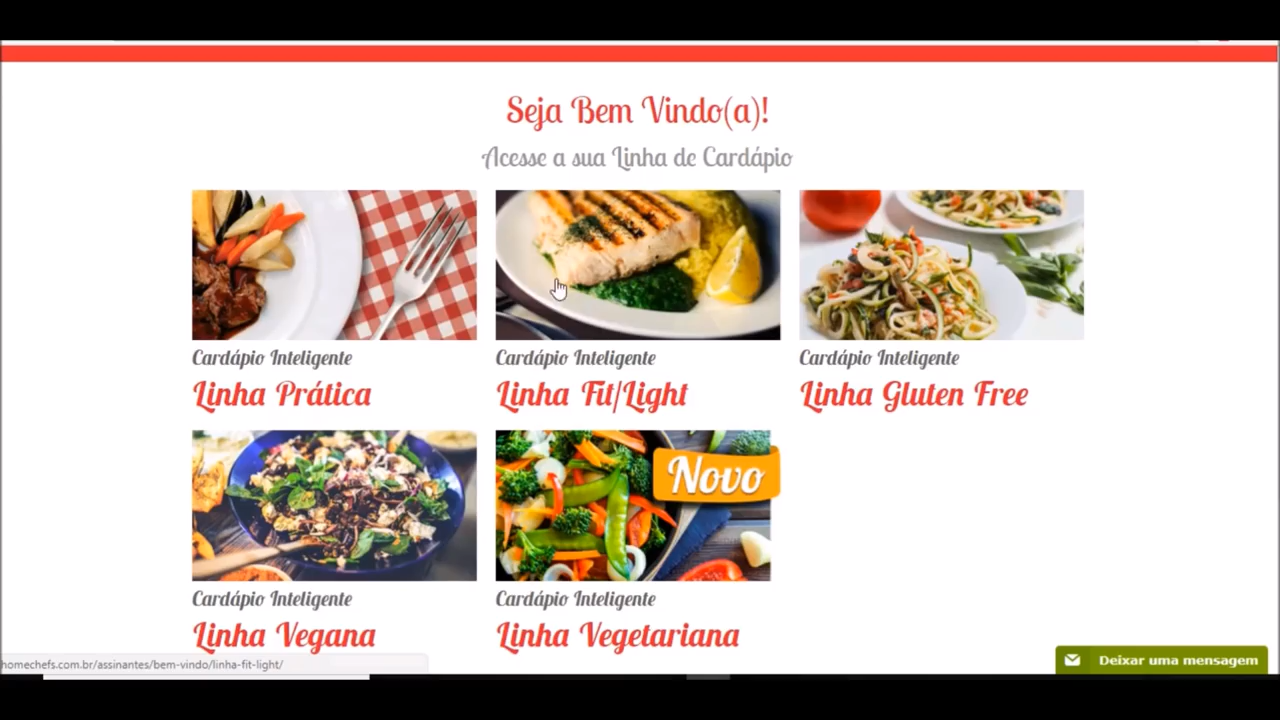 Seja Bem Vindo(a)!
Acesse a sua Linha de Cardápio
Cardápio Inteligente
Linha Prática
Cardápio Inteligente
Linha Fit/Light
Cardápio Inteligente
Linha Gluten Free
Novo
Cardápio Inteligente
Linha Vegana
Cardápio Inteligente
Linha Vegetariana
homechefs.com.br/assinantes/bem-vindo/linha-fit-light/
Deixar uma mensagem